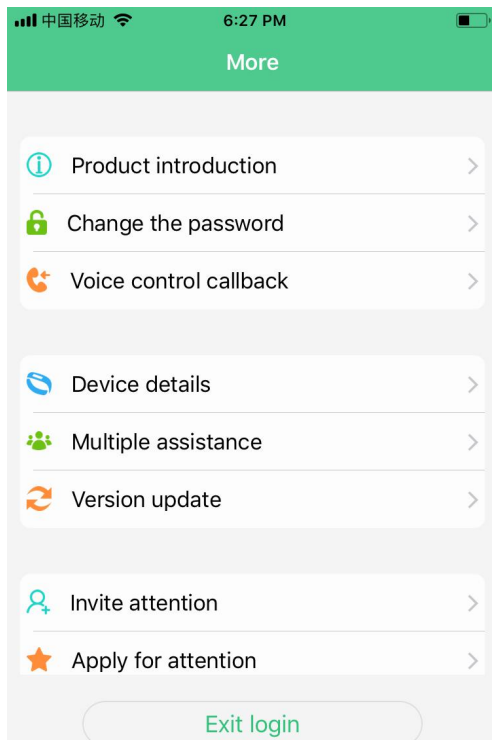 中国移动 6:27 PM
More
Product introduction
Change the password
Voice control callback
Device details
Multiple assistance
Version update
Invite attention
Apply for attention
Exit login